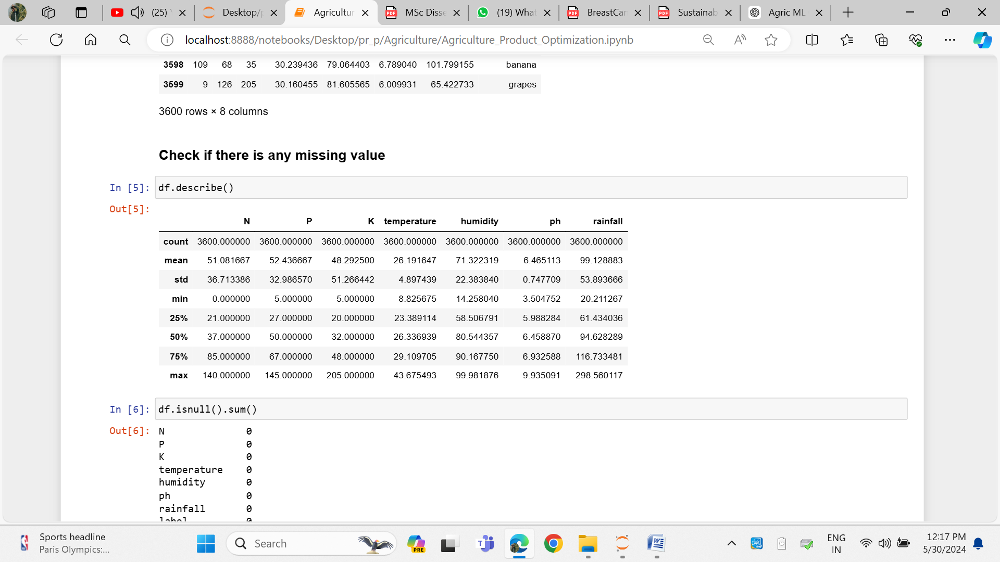 (25)
Desktop/p
Agricultur
MSc Disse
(19) What
BreastCar
Sustainab
Agric ML
localhost:8888/notebooks/Desktop/pr_p/Agriculture/Agriculture_Product_Optimization.ipynb
3598 109 68 35 30.239436 79.064403 6.789040 101.799155 banana
3599 9 126 205 30.160455 81.605565 6.009931 65.422733 grapes
3600 rows × 8 columns
Check if there is any missing value
In [5]: df.describe()
Out[5]:
N P K temperature humidity ph rainfall
count 3600.000000 3600.000000 3600.000000 3600.000000 3600.000000 3600.000000 3600.000000
mean 51.081667 52.436667 48.292500 26.191647 71.322319 6.465113 99.128883
std 36.713386 32.986570 51.266442 4.897439 22.383840 0.747709 53.893666
min 0.000000 5.000000 5.000000 8.825675 14.258040 3.504752 20.211267
25% 21.000000 27.000000 20.000000 23.389114 58.506791 5.988284 61.434036
50% 37.000000 50.000000 32.000000 26.336939 80.544357 6.458870 94.628289
75% 85.000000 67.000000 48.000000 29.109705 90.167750 6.932588 116.733481
max 140.000000 145.000000 205.000000 43.675493 99.981876 9.935091 298.560117
In [6]: df.isnull().sum()
Out[6]: N 0
P 0
K 0
temperature 0
humidity 0
ph 0
rainfall 0
label 0
Sports headline
Paris Olympics:...
Search
PRE
ENG
IN
12:17 PM
5/30/2024